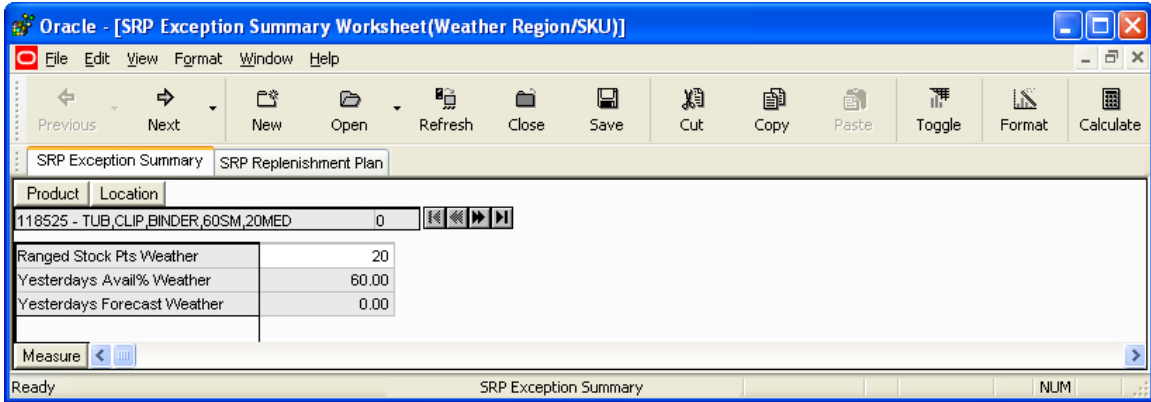 Oracle - [SRP Exception Summary Worksheet(Weather Region/SKU)]
File Edit View Format Window Help
Previous Next New Open Refresh Close Save Cut Copy Paste Toggle Format Calculate
SRP Exception Summary SRP Replenishment Plan
Product Location
118525 - TUB,CLIP,BINDER,60SM,20MED 0
Ranged Stock Pts Weather 20
Yesterdays Avail% Weather 60.00
Yesterdays Forecast Weather 0.00
Measure
Ready SRP Exception Summary NUM